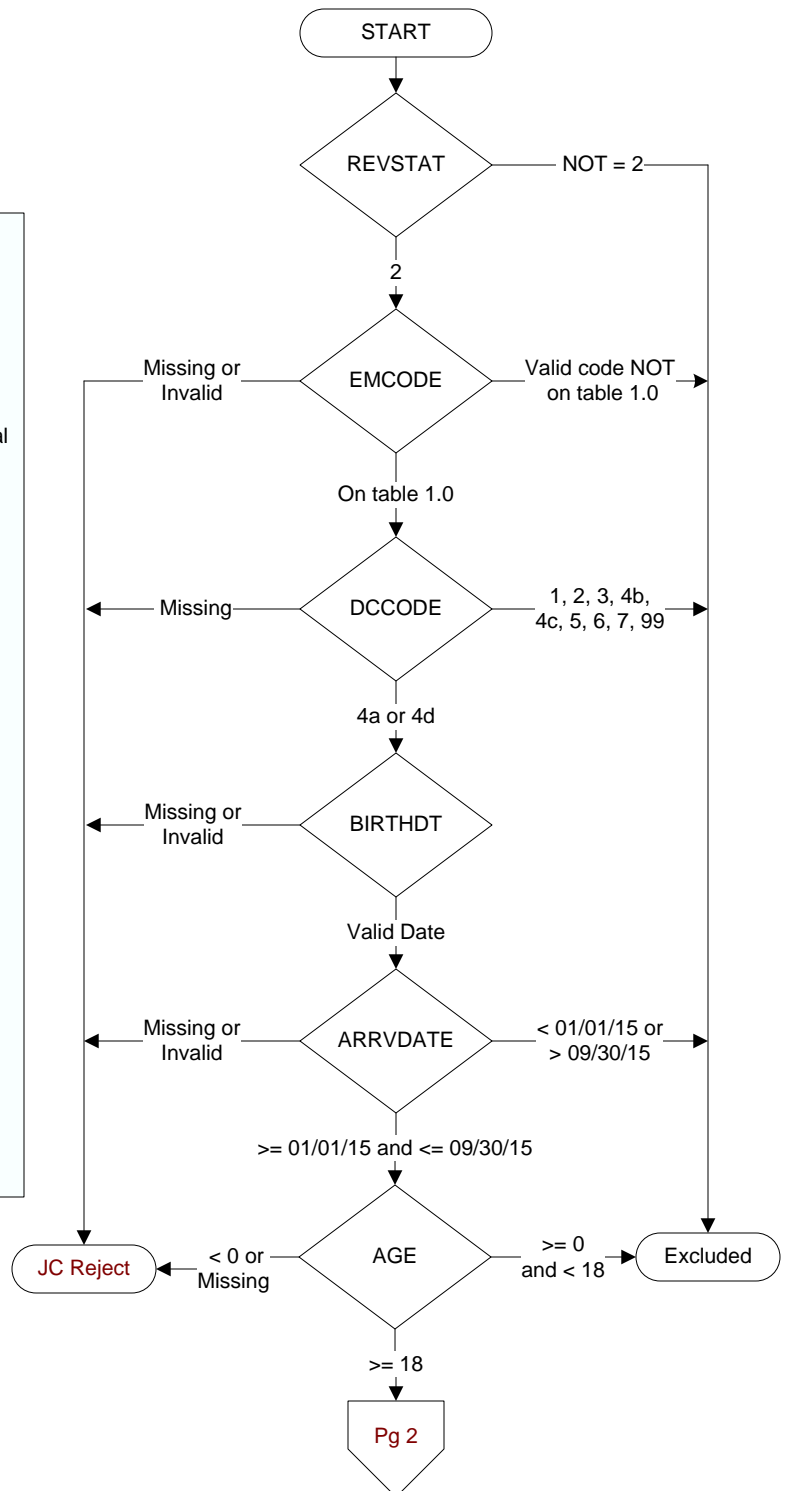 START
REVSTAT
NOT = 2
2
Missing or
Invalid
EMCODE
Valid code NOT
on table 1.0
On table 1.0
Missing
DCCODE
1, 2, 3, 4b,
4c, 5, 6, 7, 99
4a or 4d
Missing or
Invalid
BIRTHDT
Valid Date
Missing or
Invalid
ARRVDATE
< 01/01/15 or
> 09/30/15
>= 01/01/15 and <= 09/30/15
JC Reject
< 0 or
Missing
AGE
>= 0
and < 18
Excluded
>= 18
Pg 2